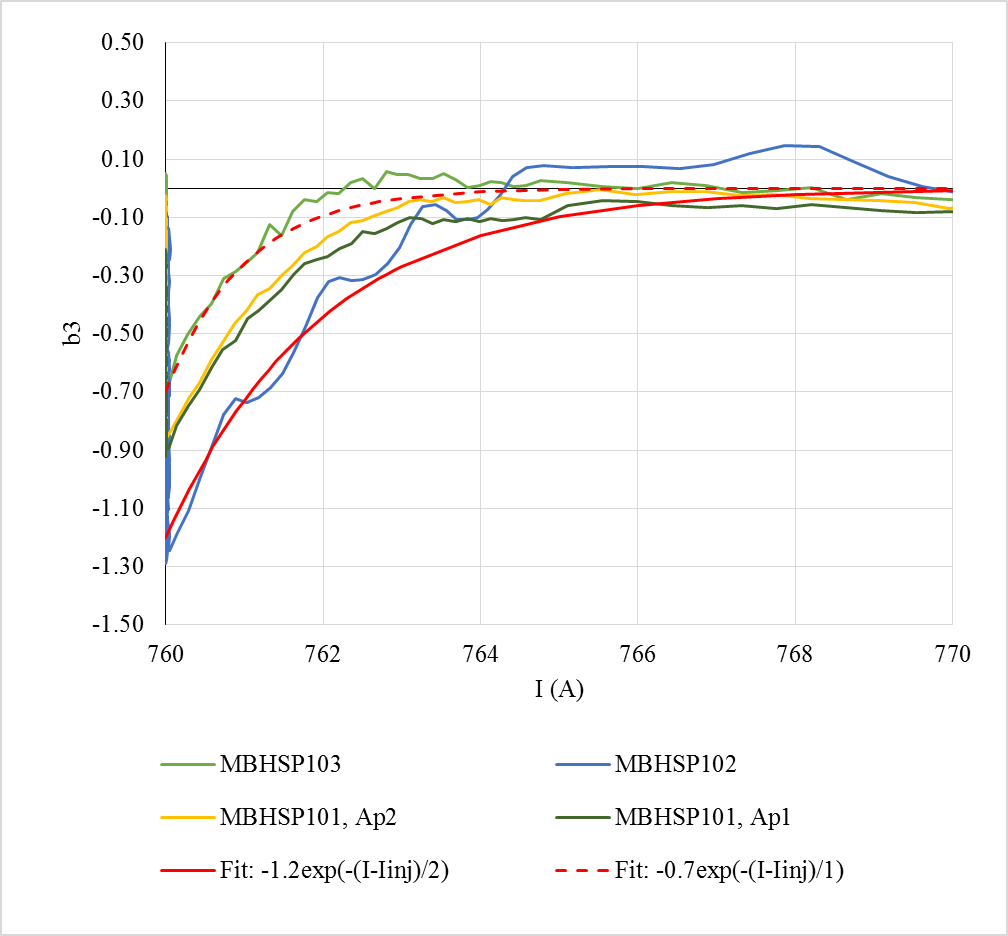 0.50
0.30
0.10
-0.10
-0.30
-0.50
-0.70
-0.90
-1.10
-1.30
-1.50
b3
760 762 764 766 768 770
I (A)
MBHSP103 MBHSP102
MBHSP101, Ap2 MBHSP101, Ap1
Fit: -1.2exp(-(I-Iinj)/2) Fit: -0.7exp(-(I-Iinj)/1)